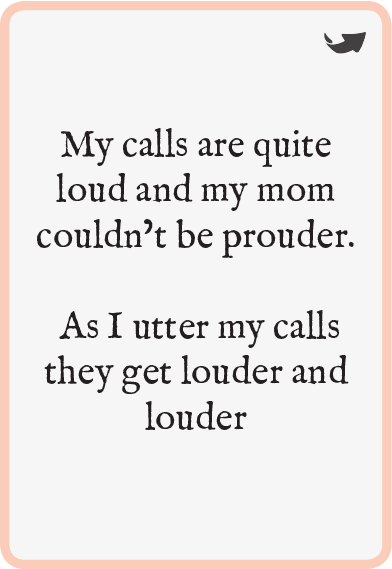 My calls are quite
loud and my mom
couldn’t be prouder.
As I utter my calls
they get louder and
louder